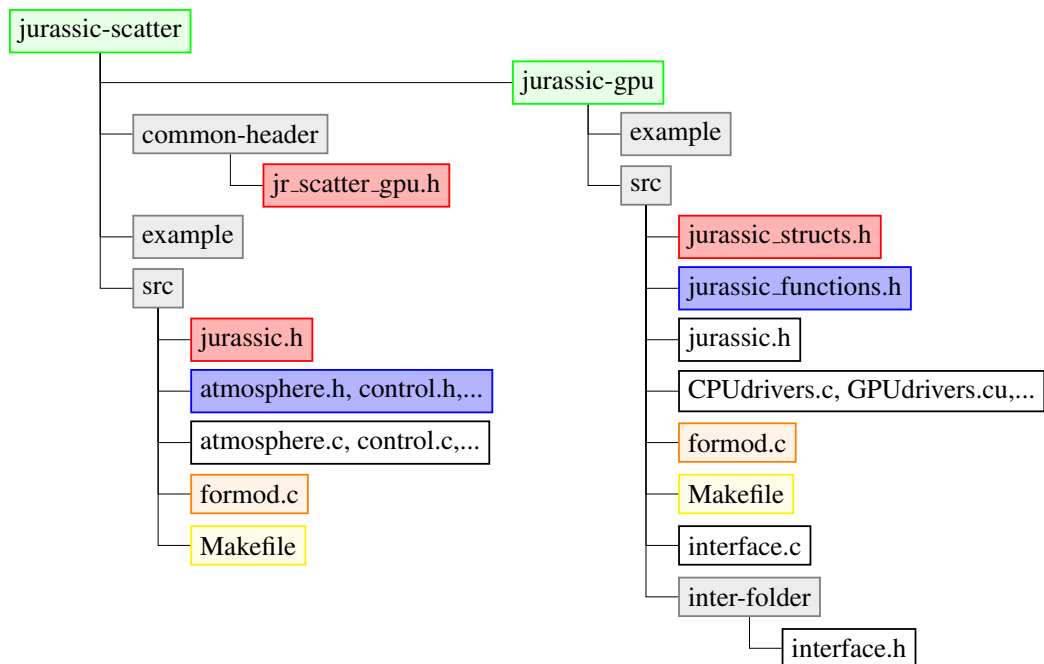 jurassic-scatter
jurassic-gpu
common-header
jr_scatter_gpu.h
example
src
jurassic.h
atmosphere.h, control.h,...
atmosphere.c, control.c,...
formod.c
Makefile
example
src
jurassic_structs.h
jurassic_functions.h
jurassic.h
CPUdrivers.c, GPUdrivers.cu,...
formod.c
Makefile
interface.c
inter-folder
interface.h